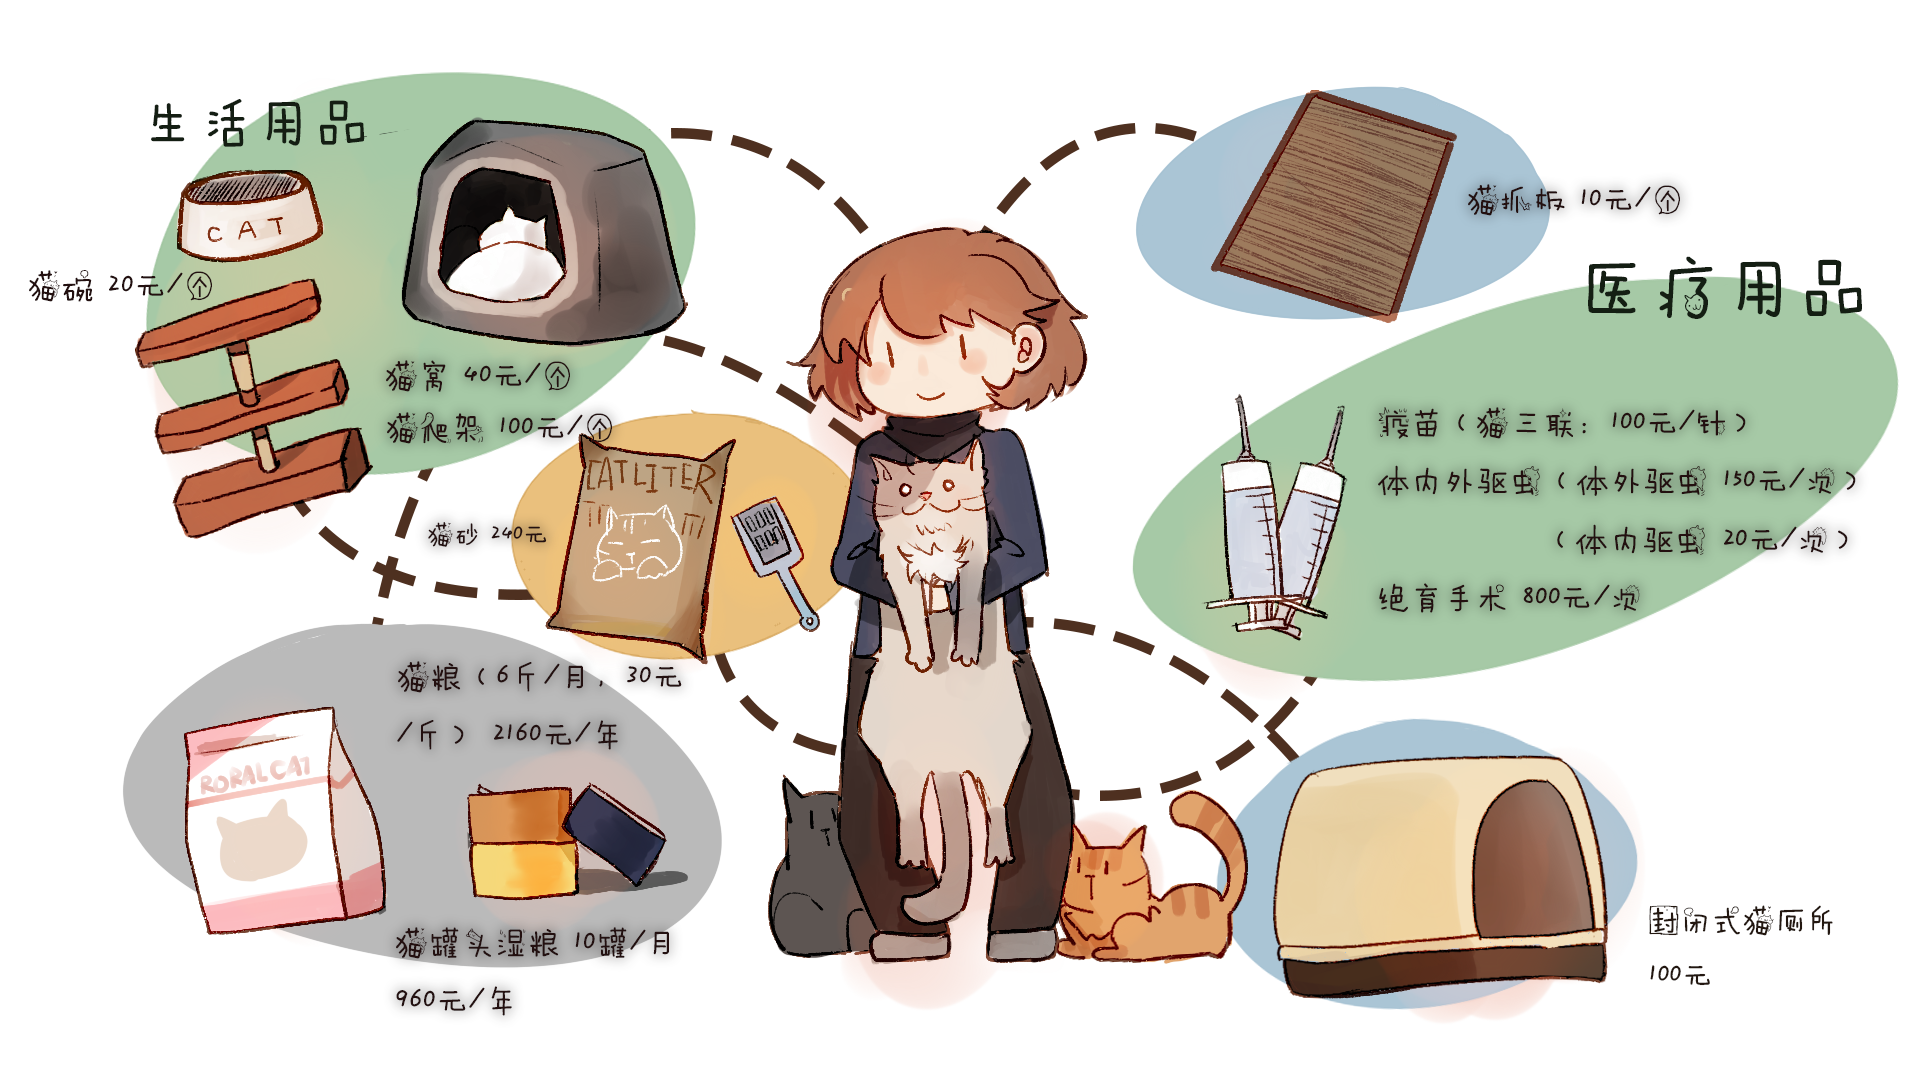 生活用品
CAT
猫碗 20元/个
猫窝 40元/个
猫爬架 100元/个
CATLITER
猫砂 240元
猫粮（6斤/月，30元
/斤） 2160元/年
RORALCAT
猫罐头湿粮 10罐/月
960元/年
猫抓板 10元/个
医疗用品
疫苗（猫三联：100元/针）
体内外驱虫（体外驱虫 150元/次）
（体内驱虫 20元/次）
绝育手术 800元/次
封闭式猫厕所
100元